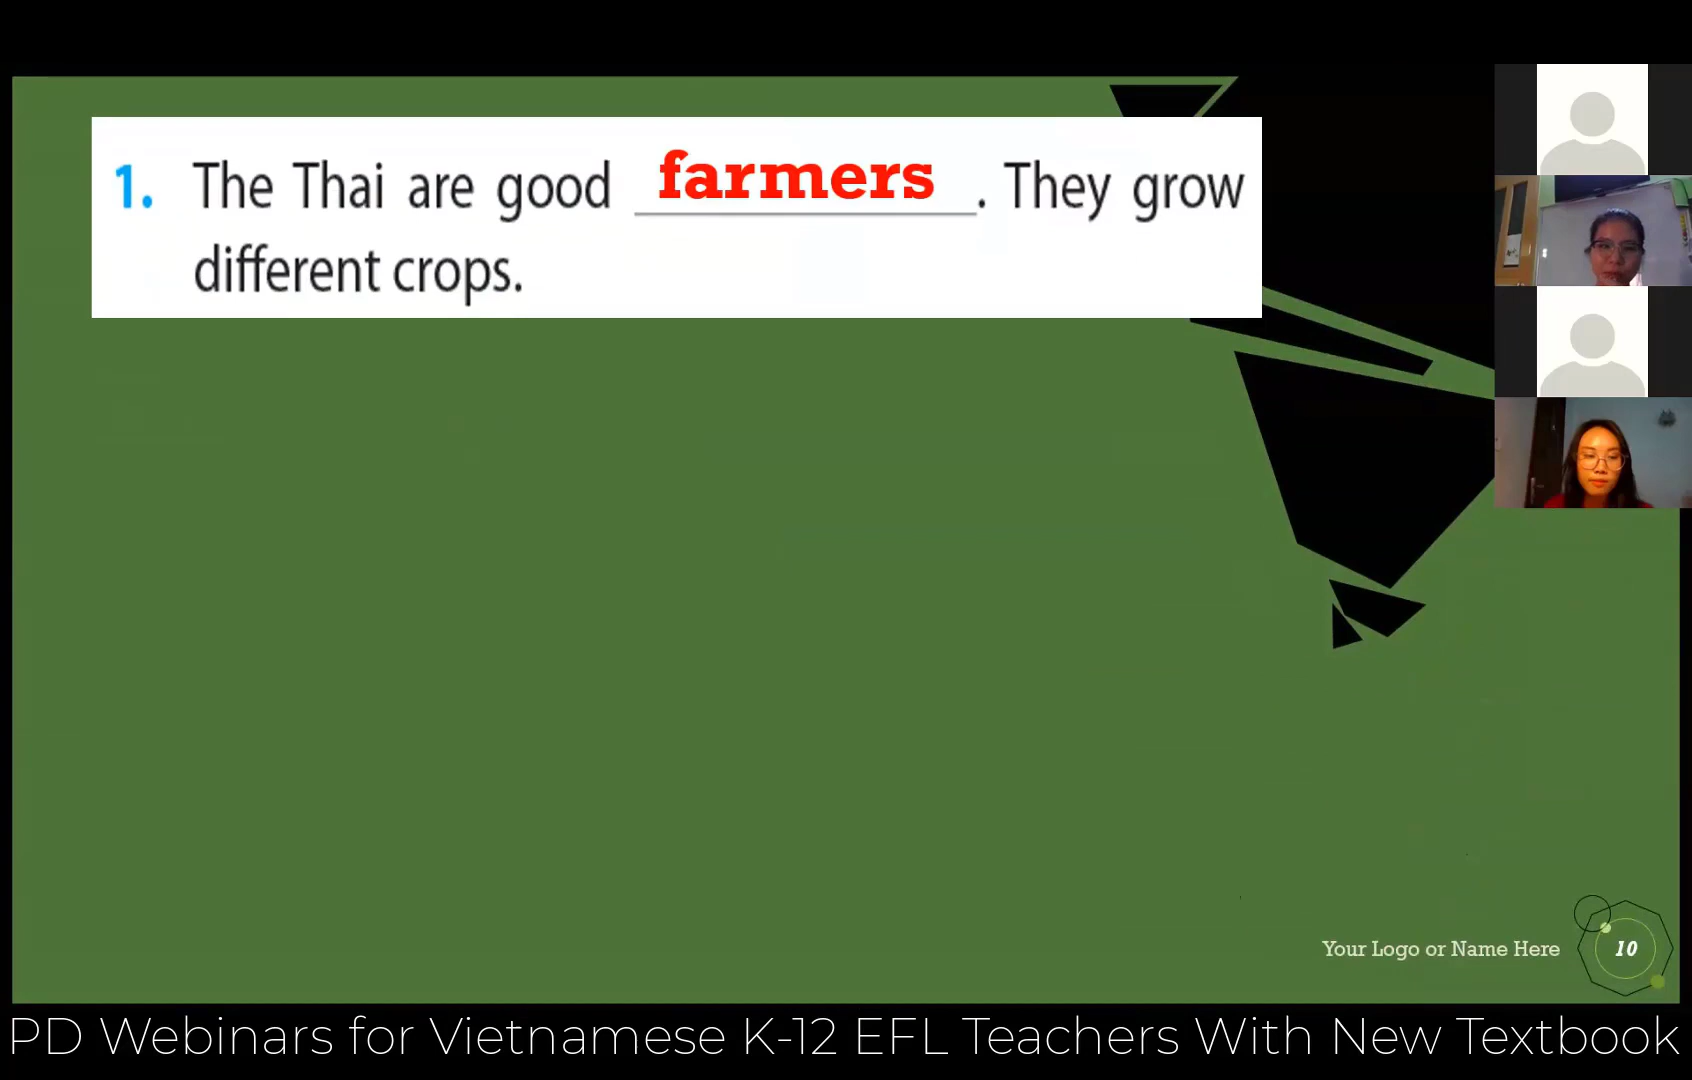 1. The Thai are good farmers. They grow
different crops.
Your Logo or Name Here
10
PD Webinars for Vietnamese K-12 EFL Teachers With New Textbook